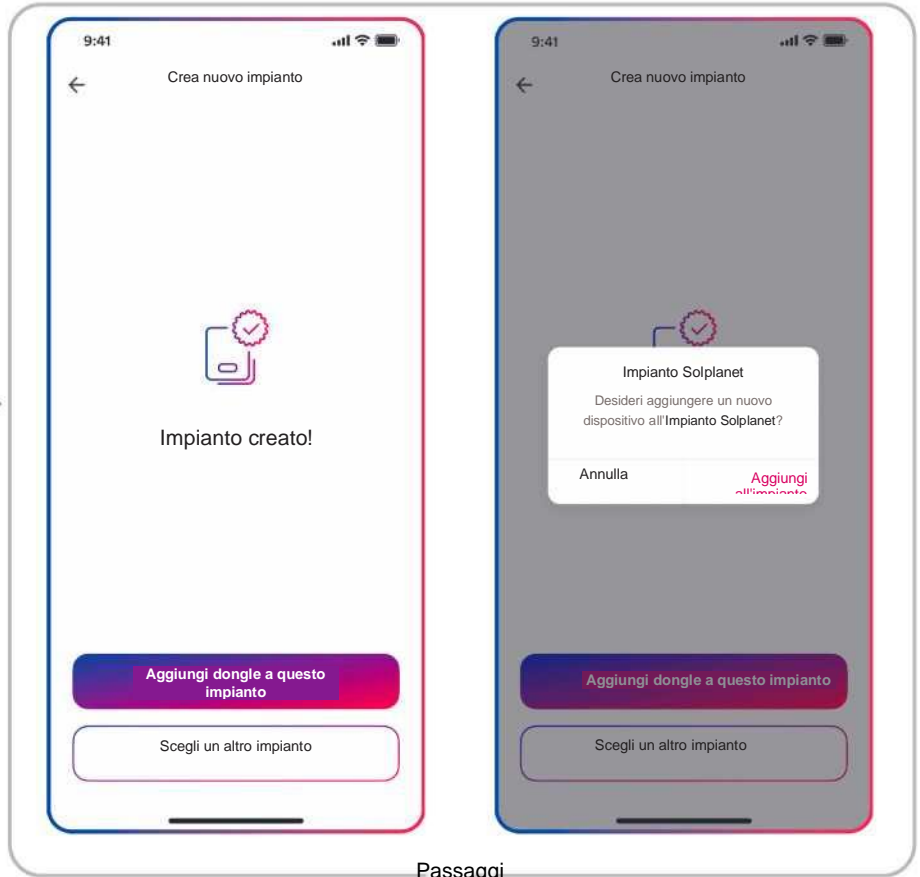 9:41
Crea nuovo impianto
Impianto creato!
Aggiungi dongle a questo
impianto
Scegli un altro impianto
9:41
Crea nuovo impianto
Impianto Solplanet
Desideri aggiungere un nuovo
dispositivo all'Impianto Solplanet?
Annulla
Aggiungi
all'impianto
Aggiungi dongle a questo impianto
Scegli un altro impianto
Passaggi